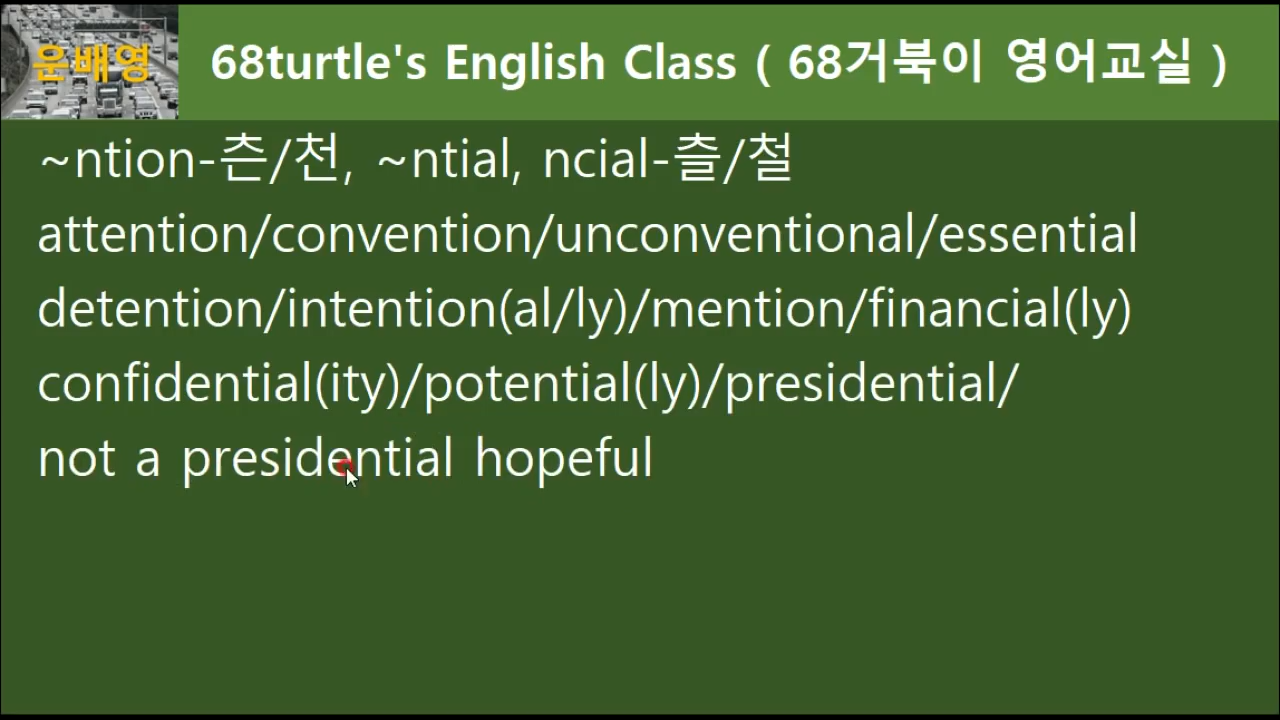 운배영
68turtle's English Class ( 68거북이 영어교실 )
~ntion-츤/천, ~ntial, ncial-츨/철
attention/convention/unconventional/essential
detention/intention(al/ly)/mention/financial(ly)
confidential(ity)/potential(ly)/presidential/
not a presidential hopeful